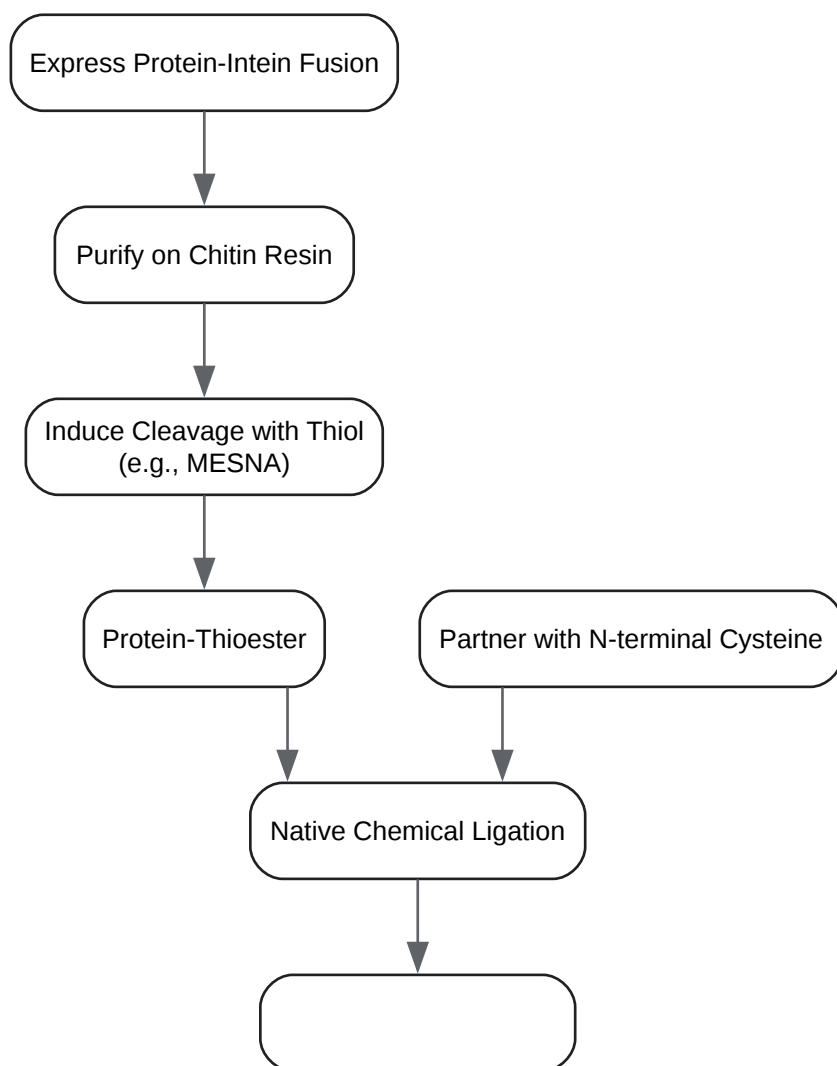 Express Protein-Intein Fusion
Purify on Chitin Resin
Induce Cleavage with Thiol
(e.g., MESNA)
Protein-Thioester
Partner with N-terminal Cysteine
Native Chemical Ligation